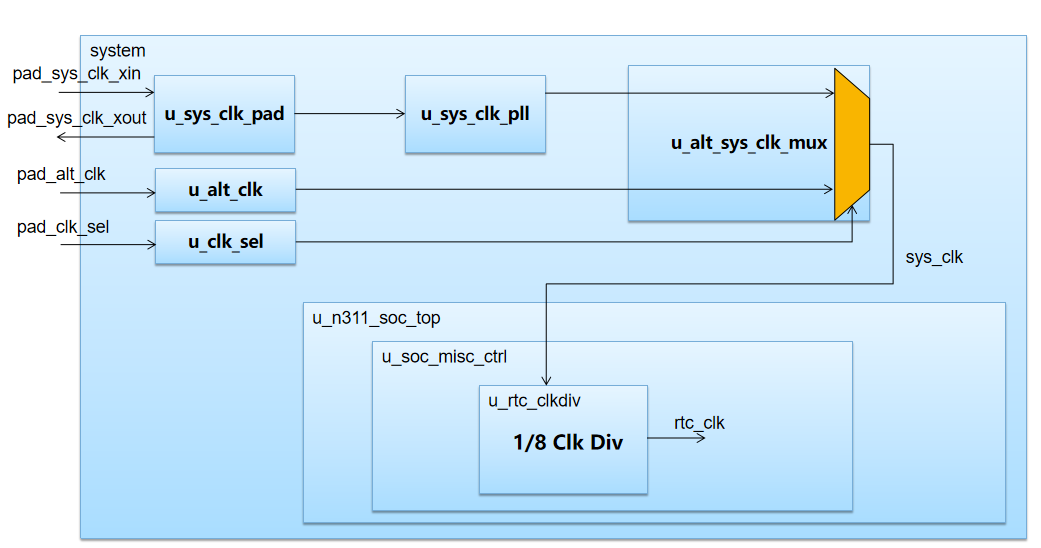 system
pad_sys_clk_xin
u_sys_clk_pad
u_sys_clk_pll
pad_sys_clk_xout
u_alt_sys_clk_mux
pad_alt_clk
u_alt_clk
pad_clk_sel
u_clk_sel
sys_clk
u_n311_soc_top
u_soc_misc_ctrl
u_rtc_clkdiv
1/8 Clk Div
rtc_clk